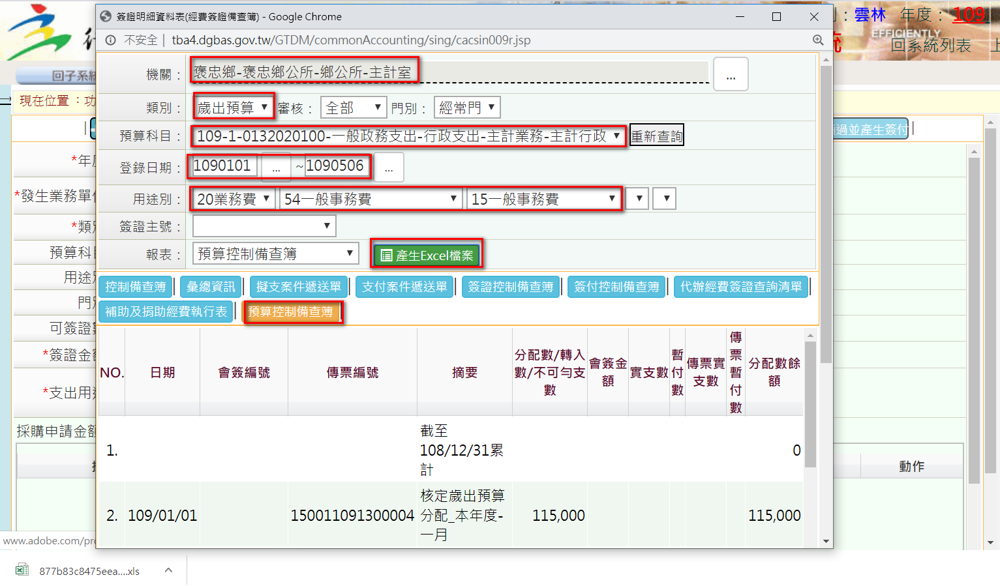 簽證明細資料表(經費簽證備查簿) - Google Chrome
不安全 | tba4.dgbas.gov.tw/GTDM/commonAccounting/sing/cacsin009r.jsp
：雲林 年度：109
EFFICIENTLY
統 回系統列表 上
回子系統
現在位置：功
過並產生簽付
機關： 褒忠鄉-褒忠鄉公所-鄉公所-主計室 ...
類別： 歲出預算 審核： 全部 門別： 經常門
預算科目： 109-1-0132020100-一般政務支出-行政支出-主計業務-主計行政 重新查詢
登錄日期： 1090101 ... ~1090506 ...
用途別： 20業務費 54一般事務費 15一般事務費
簽證主號：
報表： 預算控制備查簿 產生Excel檔案
控制備查簿 | 彙總資訊 | 擬支案件遞送單 | 支付案件遞送單 | 簽證控制備查簿 | 簽付控制備查簿 | 代辦經費簽證查詢清單 |
補助及捐助經費執行表 | 預算控制備查簿
*年度
*發生業務單位
*類別
預算科目
用途別
門別
可簽證數
*簽證金額
*支出用途
採購申請金額
動作
NO. 日期 會簽編號 傳票編號 摘要 分配數/轉入數/不可勻支數 會簽金額 實支數 暫付數 傳票實支數 傳票暫付數 分配數餘額
1. 截至108/12/31累計 0
2. 109/01/01 150011091300004 核定歲出預算分配_本年度-一月 115,000 115,000
www.adobe.com/pro
877b83c8475eea....xls